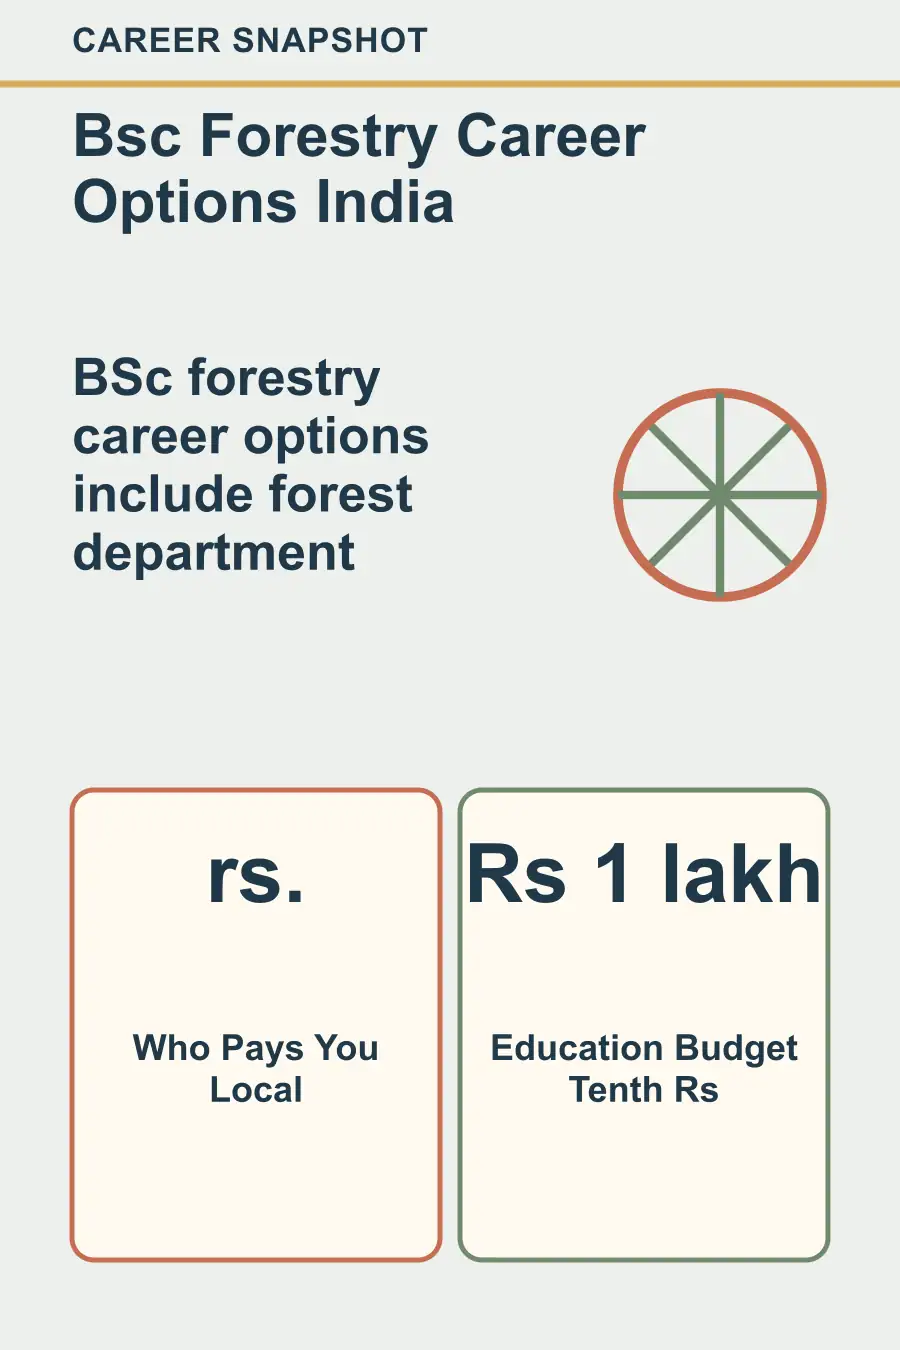 CAREER SNAPSHOT
Bsc Forestry Career
Options India
BSc forestry
career options
include forest
department
rs.
Who Pays You
Local
Rs 1 lakh
Education Budget
Tenth Rs